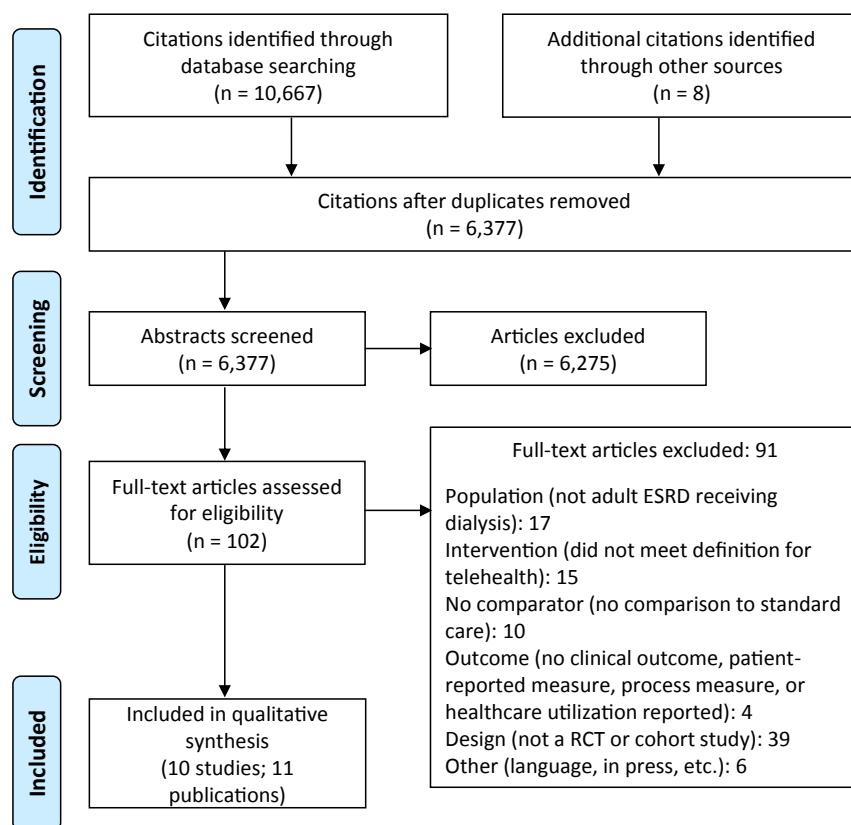 Identification
Citations identified through
database searching
(n = 10,667)
Additional citations identified
through other sources
(n = 8)
Citations after duplicates removed
(n = 6,377)
Screening
Abstracts screened
(n = 6,377)
Articles excluded
(n = 6,275)
Eligibility
Full-text articles assessed
for eligibility
(n = 102)
Full-text articles excluded: 91
Population (not adult ESRD receiving
dialysis): 17
Intervention (did not meet definition for
telehealth): 15
No comparator (no comparison to standard
care): 10
Outcome (no clinical outcome, patient-
reported measure, process measure, or
healthcare utilization reported): 4
Design (not a RCT or cohort study): 39
Other (language, in press, etc.): 6
Included
Included in qualitative
synthesis
(10 studies; 11
publications)